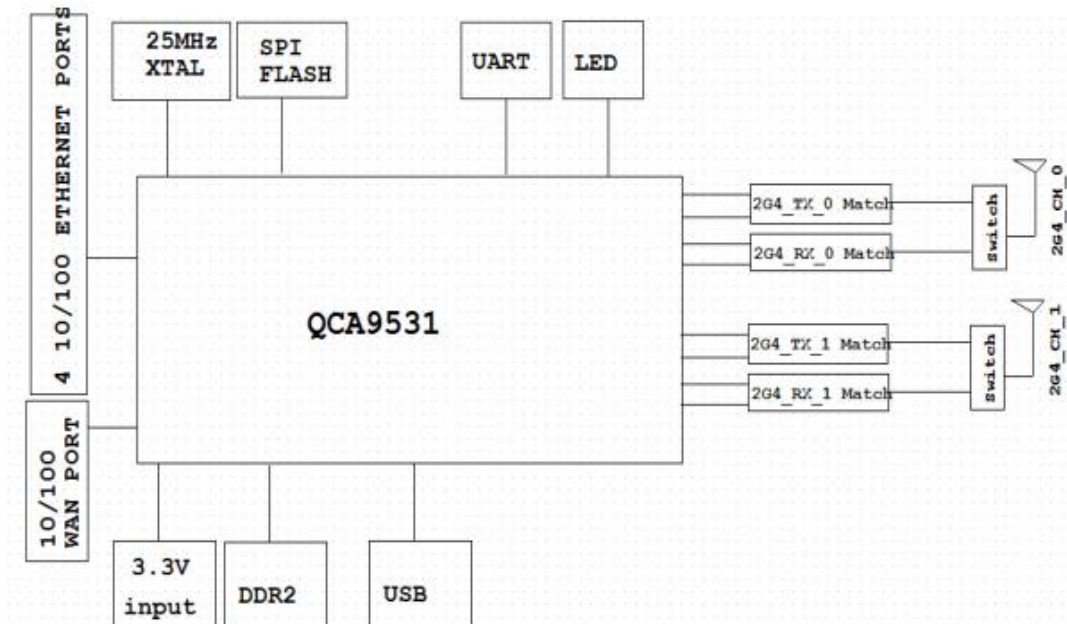 4 10/100 ETHERNET PORTS
25MHz
XTAL
SPI
FLASH
UART
LED
2G4_TX_0 Match
2G4_RX_0 Match
switch
2G4_CH_0
QCA9531
2G4_TX_1 Match
2G4_RX_1 Match
switch
2G4_CH_1
10/100
WAN PORT
3.3V
input
DDR2
USB